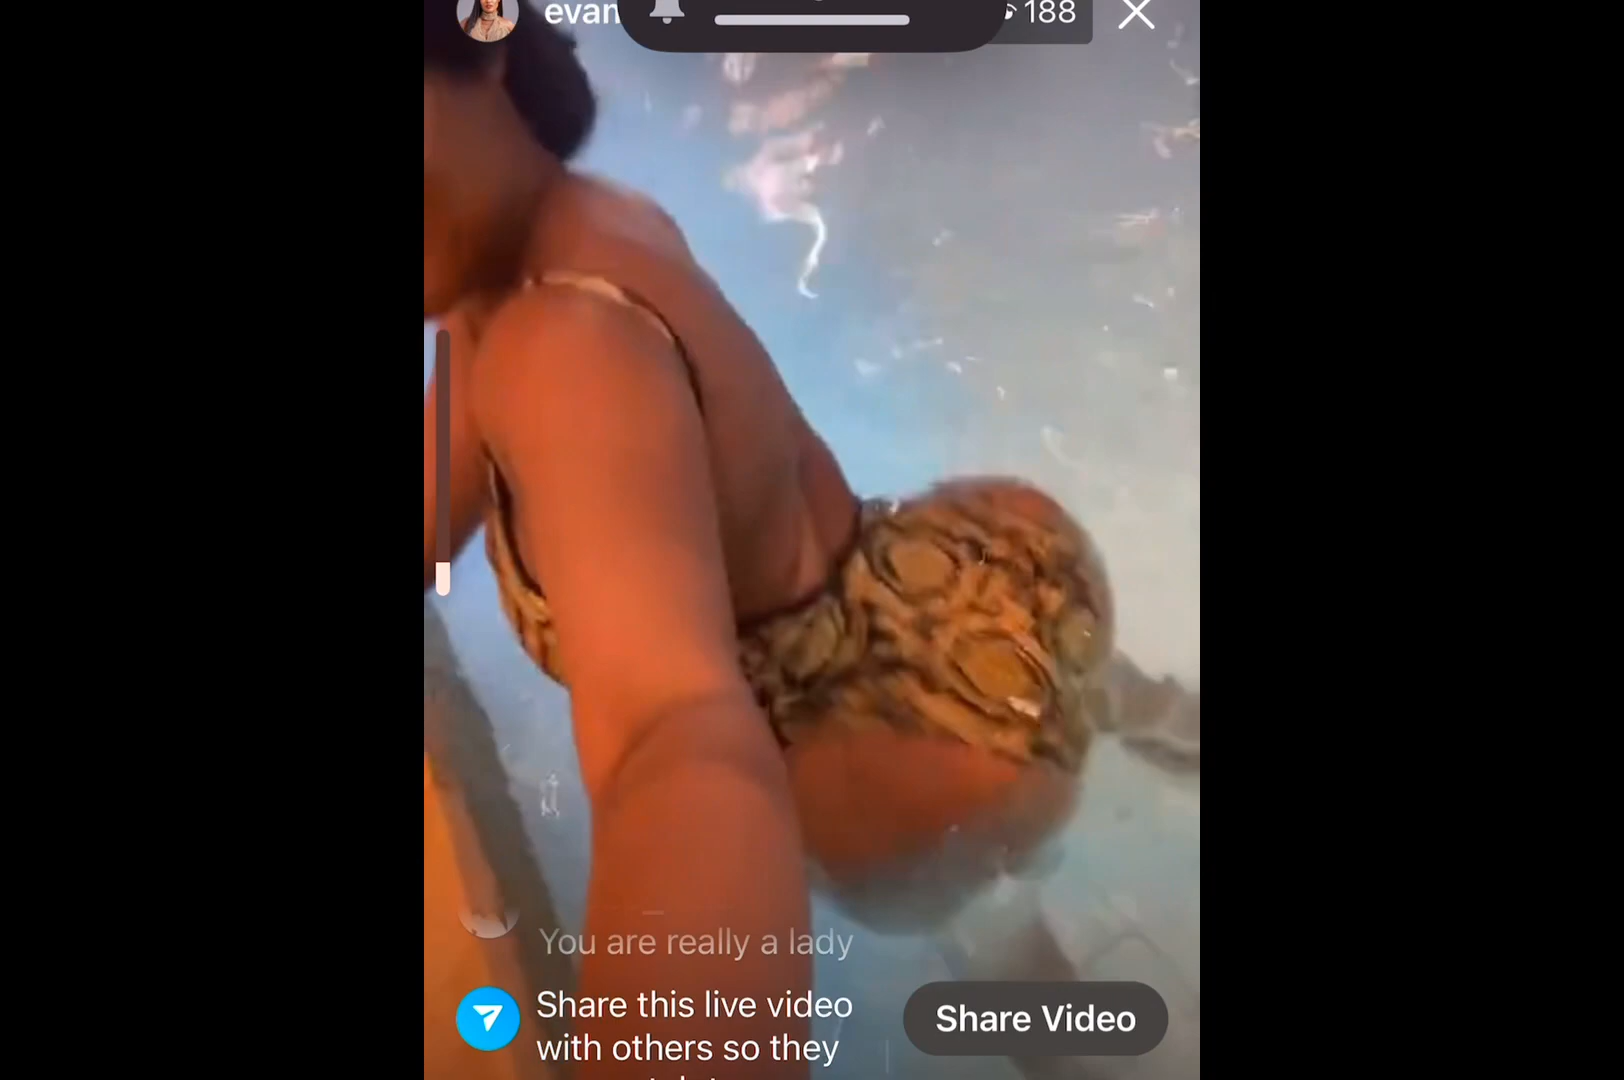 evan
188
You are really a lady
Share this live video
with others so they
Share Video